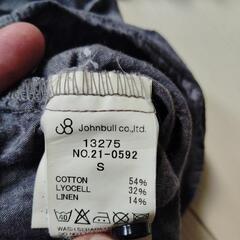 Johnbull co.,ltd.
13275
NO.21-0592
S
COTTON 54%
LYOCELL 32%
LINEN 14%